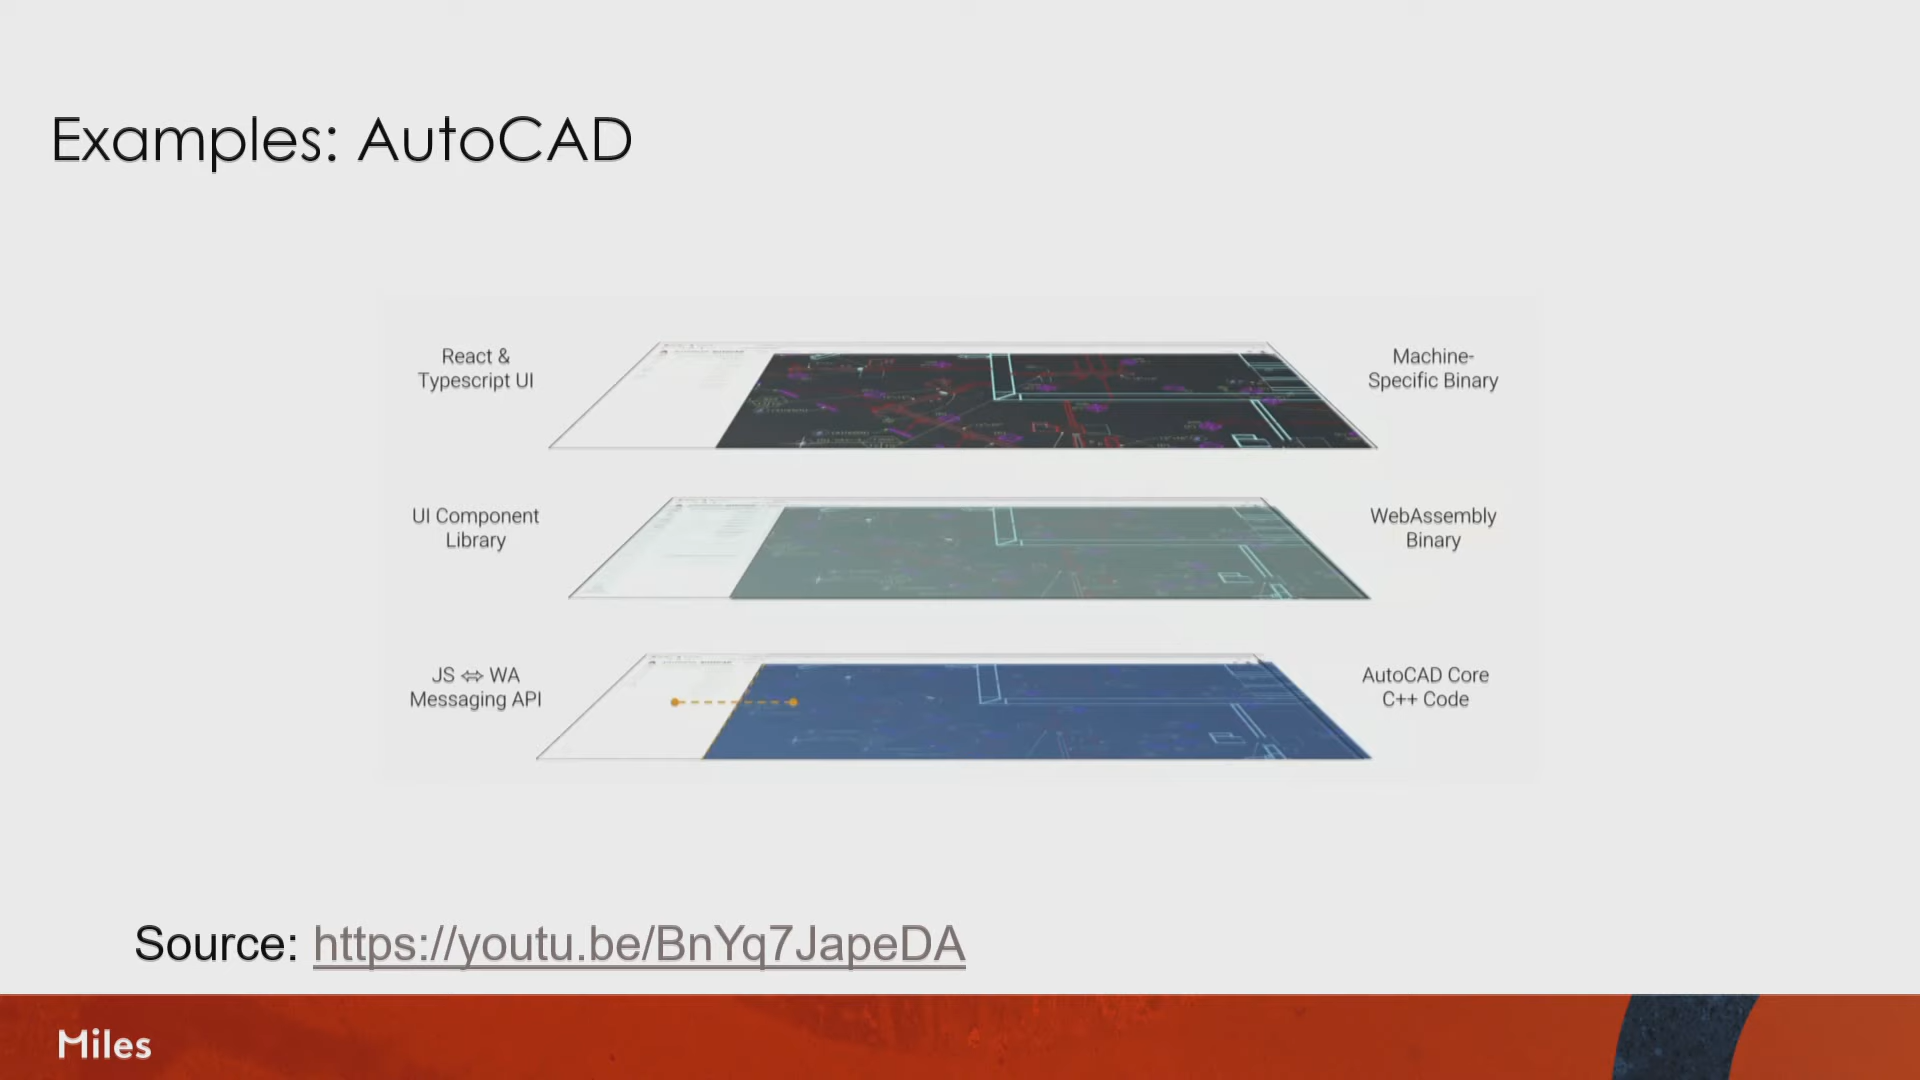 Examples: AutoCAD
React &
Typescript UI
Machine-
Specific Binary
UI Component
Library
WebAssembly
Binary
JS ⇔ WA
Messaging API
AutoCAD Core
C++ Code
Source: https://youtu.be/BnYq7JapeDA
Miles